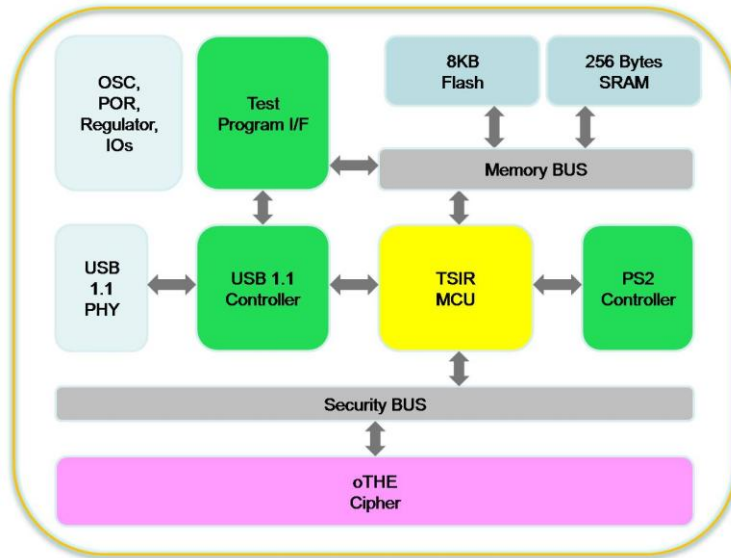 OSC,
POR,
Regulator,
IOs
Test
Program I/F
8KB
Flash
256 Bytes
SRAM
Memory BUS
USB
1.1
PHY
USB 1.1
Controller
TSIR
MCU
PS2
Controller
Security BUS
oTHE
Cipher